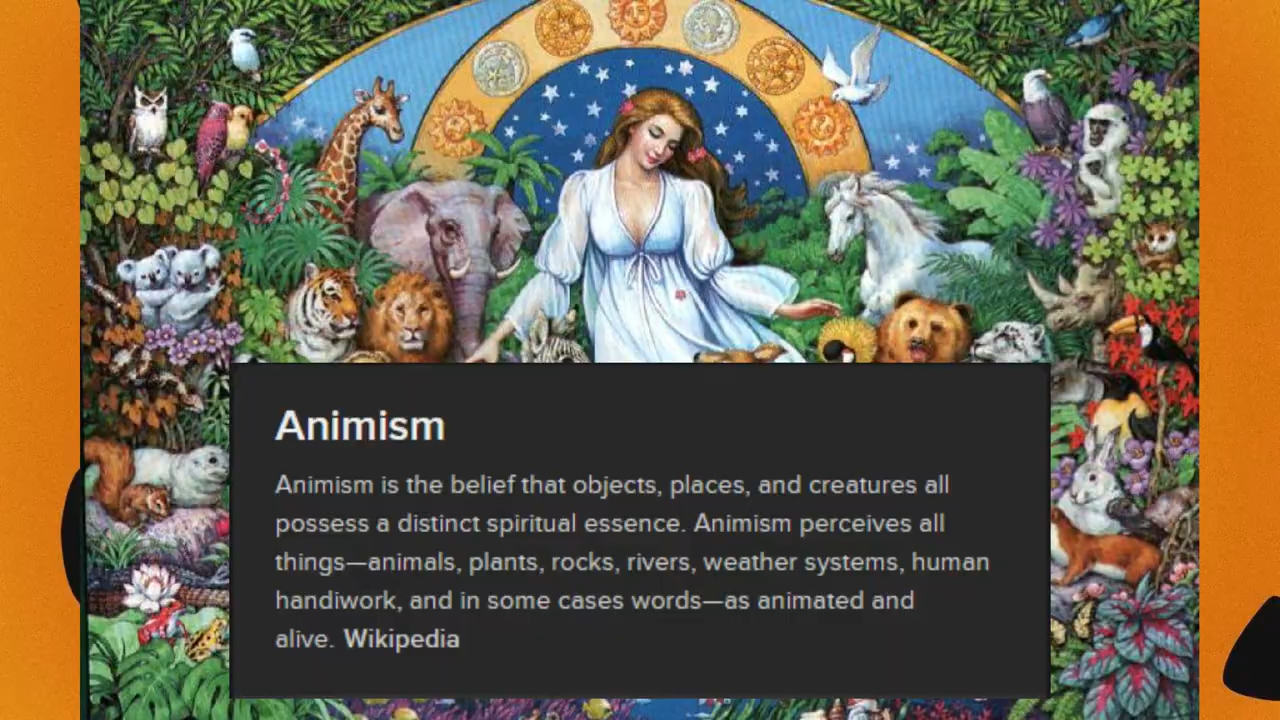 Animism
Animism is the belief that objects, places, and creatures all
possess a distinct spiritual essence. Animism perceives all
things—animals, plants, rocks, rivers, weather systems, human
handiwork, and in some cases words—as animated and
alive. Wikipedia